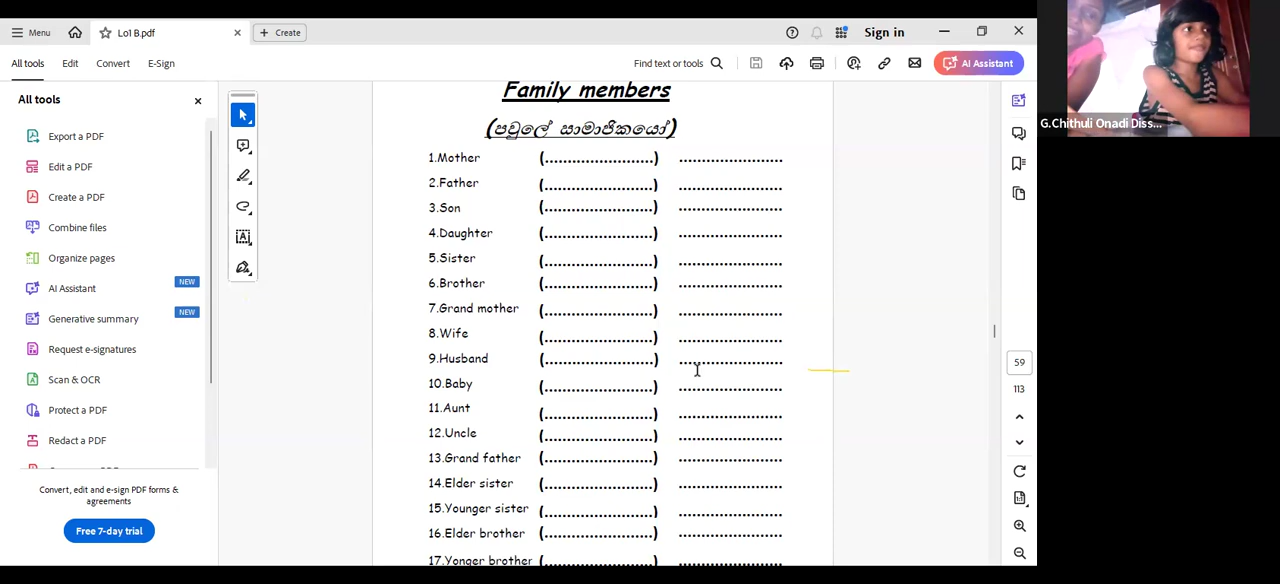 Menu
Lo1 B.pdf
Create
Sign in
All tools
Edit
Convert
E-Sign
Find text or tools
AI Assistant
All tools
Export a PDF
Edit a PDF
Create a PDF
Combine files
Organize pages
AI Assistant
NEW
Generative summary
NEW
Request e-signatures
Scan & OCR
Protect a PDF
Redact a PDF
Convert, edit and e-sign PDF forms &
agreements
Free 7-day trial
Family members
(පවුලේ සාමාජිකයෝ)
1.Mother (........................) .......................
2.Father (........................) .......................
3.Son (........................) .......................
4.Daughter (........................) .......................
5.Sister (........................) .......................
6.Brother (........................) .......................
7.Grand mother (........................) .......................
8.Wife (........................) .......................
9.Husband (........................) .......................
10.Baby (........................) .......................
11.Aunt (........................) .......................
12.Uncle (........................) .......................
13.Grand father (........................) .......................
14.Elder sister (........................) .......................
15.Younger sister (........................) .......................
16.Elder brother (........................) .......................
17.Yonger brother (........................) .......................
59
113
G.Chithuli Onadi Diss...